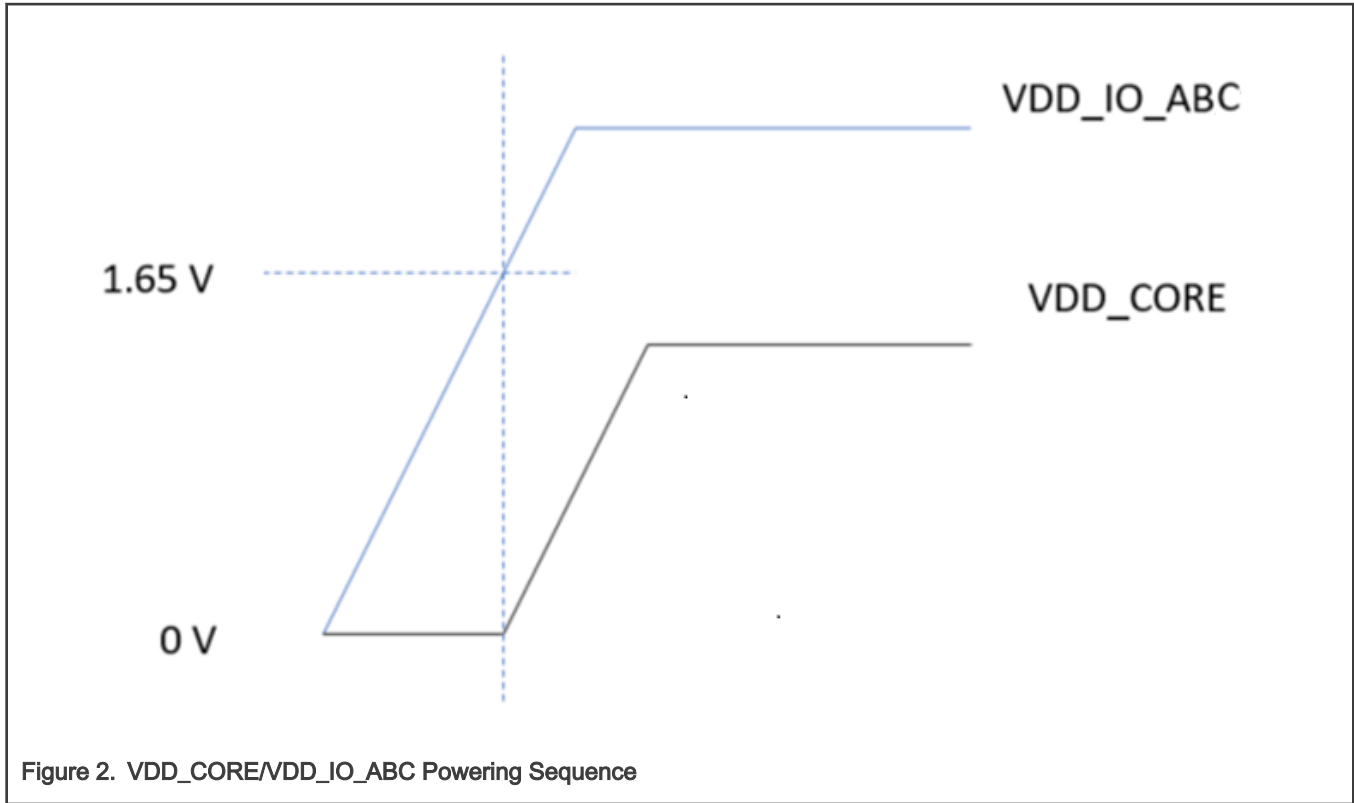 VDD_IO_ABC
1.65 V
VDD_CORE
0 V
Figure 2. VDD_CORE/VDD_IO_ABC Powering Sequence